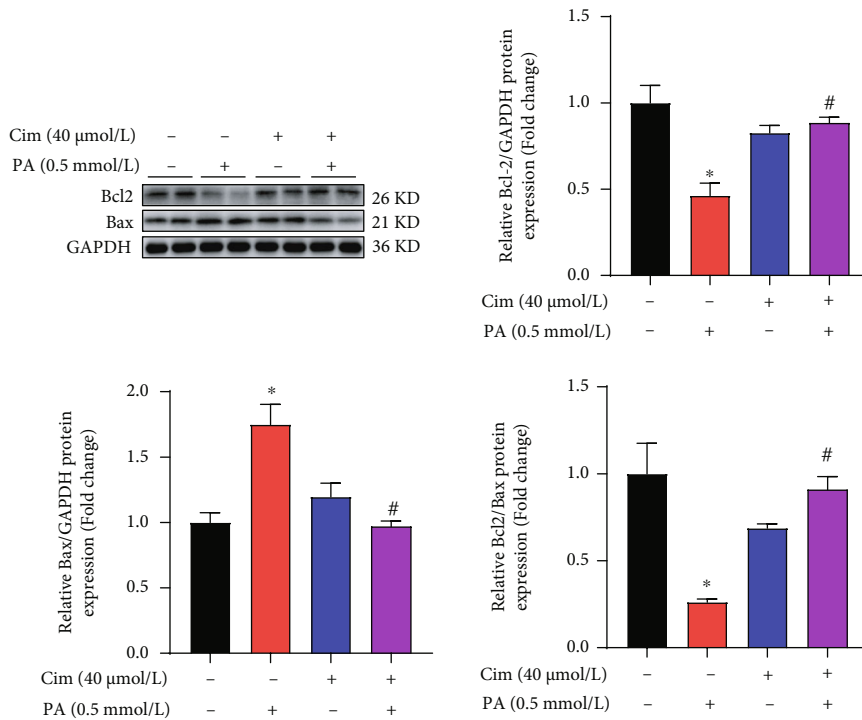 Cim (40 μmol/L) – – + +
PA (0.5 mmol/L) – + – +
Bcl2 26 KD
Bax 21 KD
GAPDH 36 KD
Relative Bcl-2/GAPDH protein
expression (Fold change)
1.5
1.0
0.5
0.0
*
#
Cim (40 μmol/L) – – + +
PA (0.5 mmol/L) – + – +
Relative Bax/GAPDH protein
expression (Fold change)
2.0
1.5
1.0
0.5
0.0
*
#
Cim (40 μmol/L) – – + +
PA (0.5 mmol/L) – + – +
Relative Bcl2/Bax protein
expression (Fold change)
1.5
1.0
0.5
0.0
*
#
Cim (40 μmol/L) – – + +
PA (0.5 mmol/L) – + – +